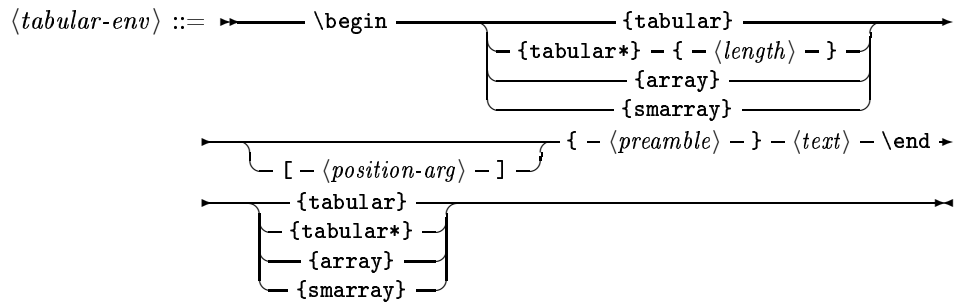 ⟨tabular-env⟩ ::= \begin {tabular}
{tabular*} { ⟨length⟩ }
{array}
{smarray}
{ ⟨preamble⟩ } ⟨text⟩ \end
[ ⟨position-arg⟩ ]
{tabular}
{tabular*}
{array}
{smarray}